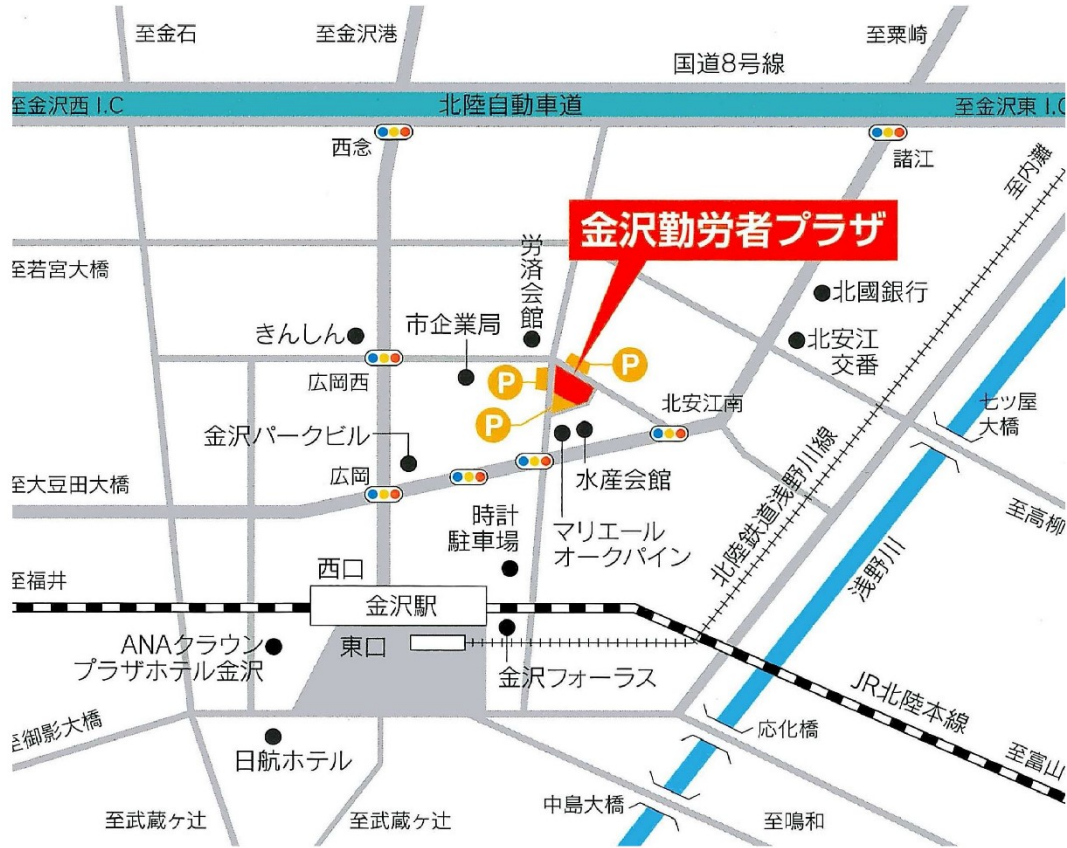 至金石
至金沢港
至粟崎
国道8号線
至金沢西 I.C
北陸自動車道
至金沢東 I.C
西念
諸江
至内灘
金沢勤労者プラザ
至若宮大橋
労済会館
北國銀行
きんしん
市企業局
北安江
交番
広岡西
P
P
P
北安江南
七ツ屋
大橋
金沢パークビル
広岡
水産会館
至大豆田大橋
至高柳
時計
駐車場
マリエール
オークパイン
北陸鉄道浅野川線
浅野川
至福井
西口
金沢駅
東口
ANAクラウン
プラザホテル金沢
金沢フォーラス
JR北陸本線
至御影大橋
応化橋
至富山
日航ホテル
中島大橋
至武蔵ヶ辻
至武蔵ヶ辻
至鳴和